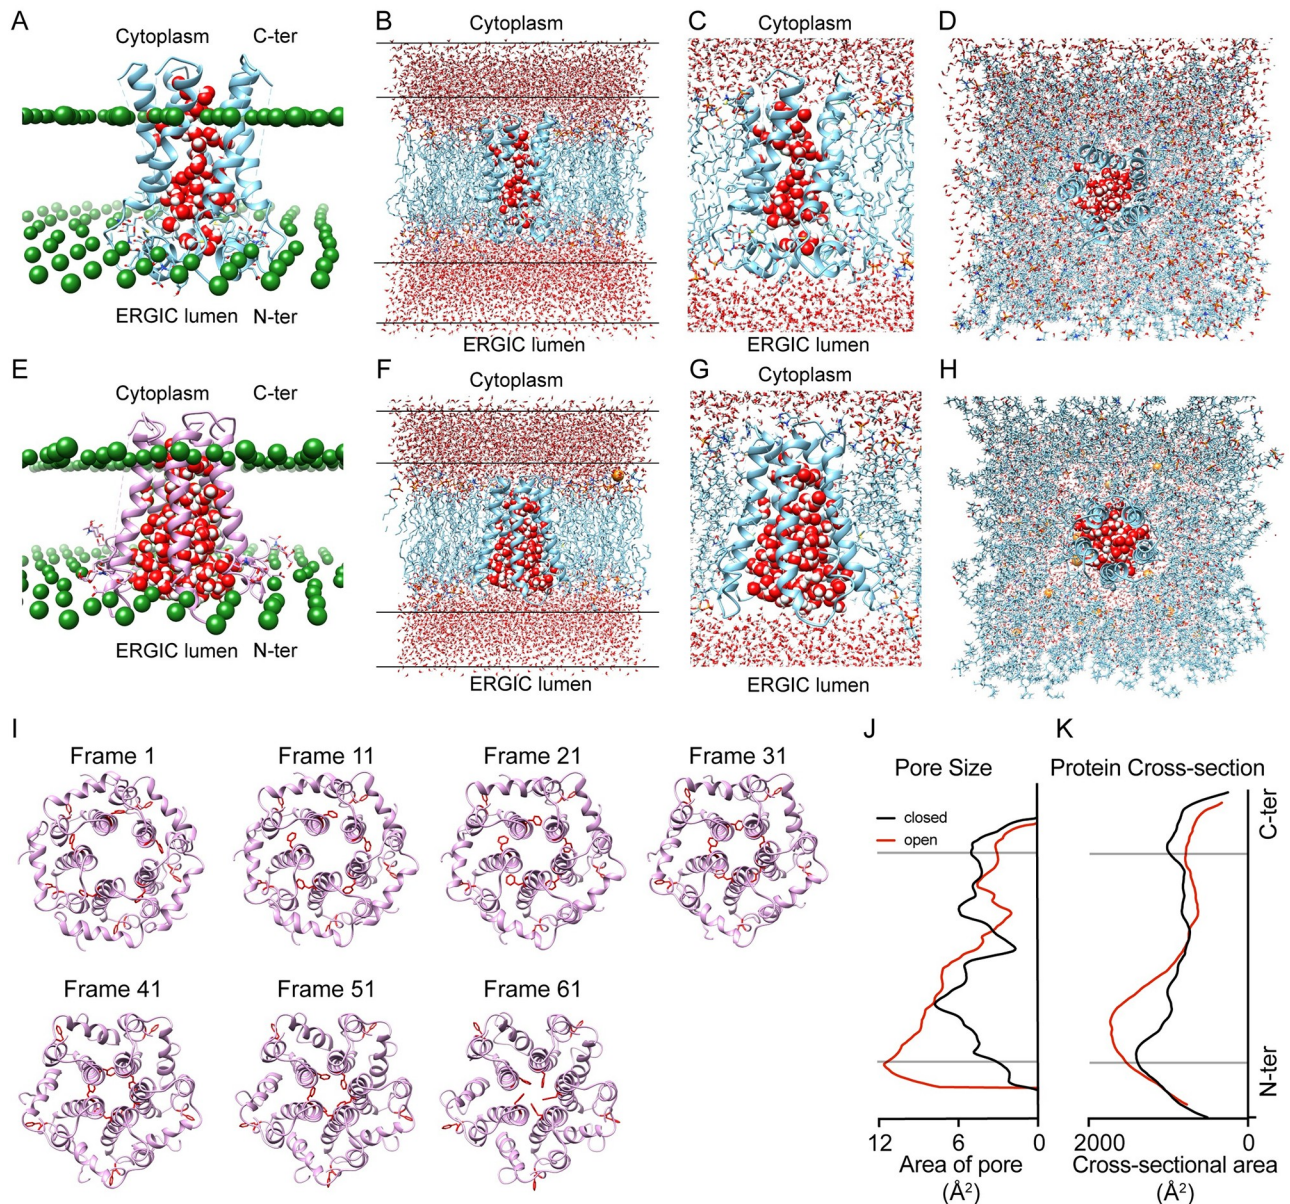 A
Cytoplasm
C-ter
ERGIC lumen
N-ter
B
Cytoplasm
ERGIC lumen
C
Cytoplasm
ERGIC lumen
D
E
Cytoplasm
C-ter
ERGIC lumen
N-ter
F
Cytoplasm
ERGIC lumen
G
Cytoplasm
ERGIC lumen
H
I
Frame 1
Frame 11
Frame 21
Frame 31
Frame 41
Frame 51
Frame 61
J
Pore Size
closed
open
12 6 0
Area of pore
(Å²)
K
Protein Cross-section
C-ter
N-ter
2000 0
Cross-sectional area
(Å²)